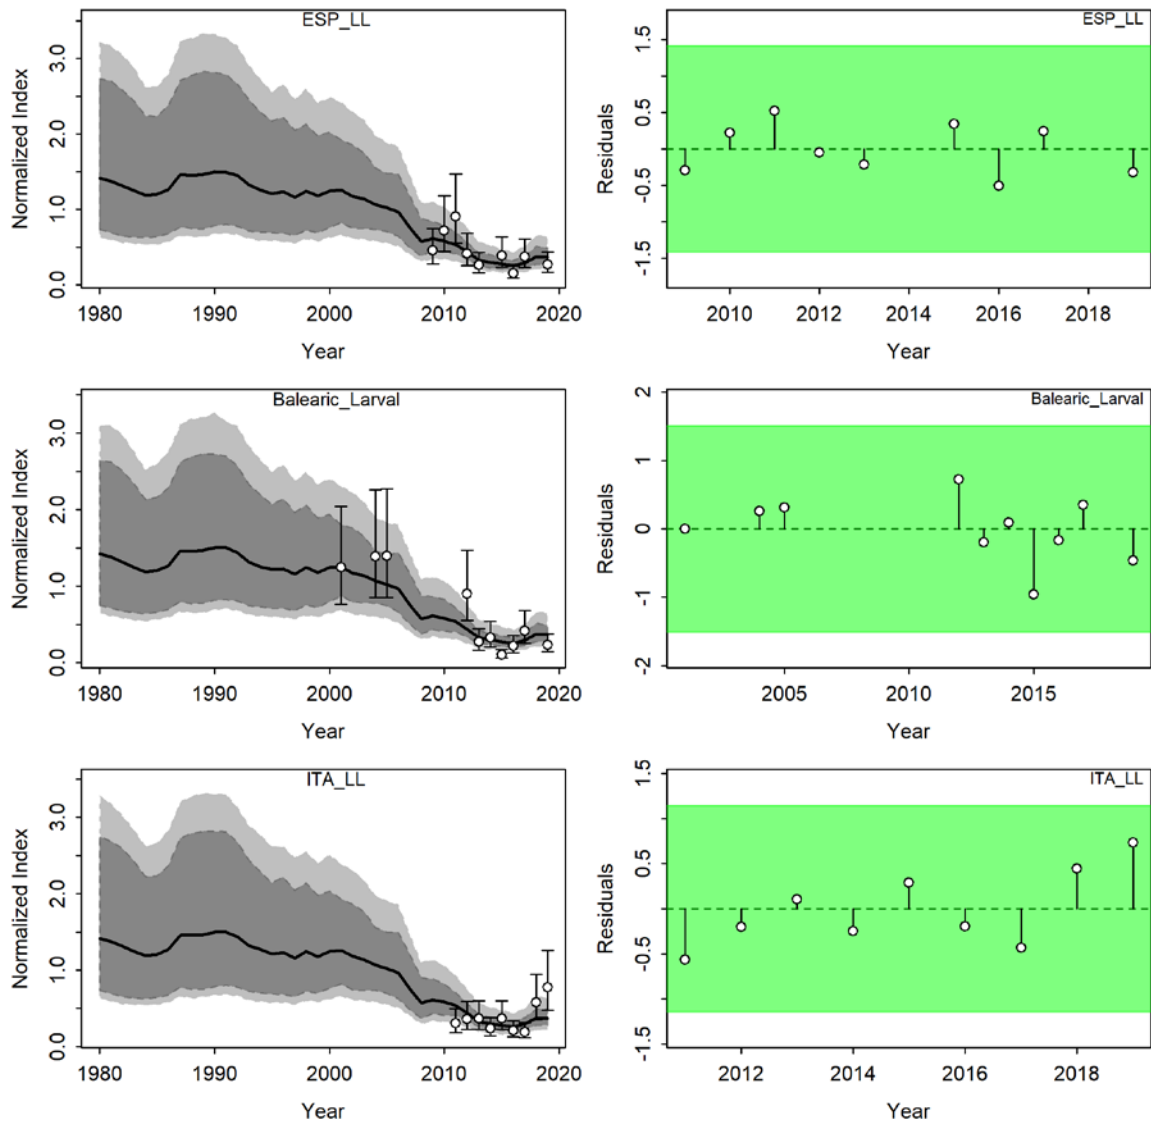 ESP_LL
Normalized Index
0.0 1.0 2.0 3.0
1980 1990 2000 2010 2020
Year
ESP_LL
Residuals
-1.5 -0.5 0.5 1.5
2010 2012 2014 2016 2018
Year
Balearic_Larval
Normalized Index
0.0 1.0 2.0 3.0
1980 1990 2000 2010 2020
Year
Balearic_Larval
Residuals
-2 -1 0 1 2
2005 2010 2015
Year
ITA_LL
Normalized Index
0.0 1.0 2.0 3.0
1980 1990 2000 2010 2020
Year
ITA_LL
Residuals
-1.5 -0.5 0.5 1.5
2012 2014 2016 2018
Year